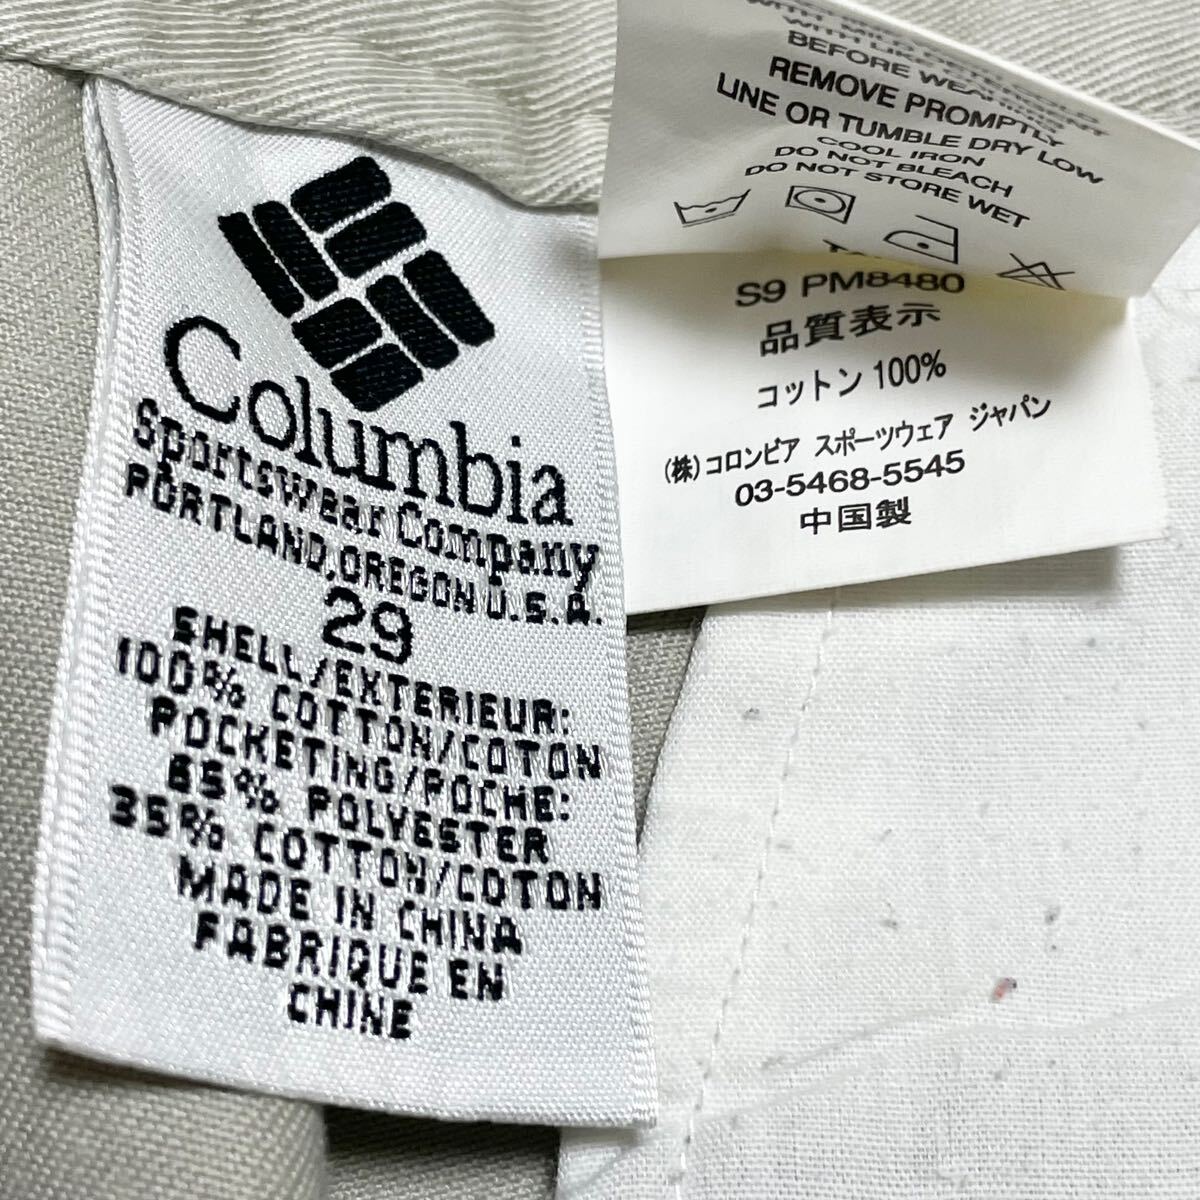 Columbia
Sportswear Company
PORTLAND, OREGON U.S.A.
29
SHELL/EXTERIEUR:
100% COTTON/COTON
POCKETING/POCHE:
65% POLYESTER
35% COTTON/COTON
MADE IN CHINA
FABRIQUE EN
CHINE
BEFORE
REMOVE PROMPTLY
LINE OR TUMBLE DRY LOW
COOL IRON
DO NOT BLEACH
DO NOT STORE WET
S9 PM8480
品質表示
コットン 100%
(株)コロンビア スポーツウェア ジャパン
03-5468-5545
中国製